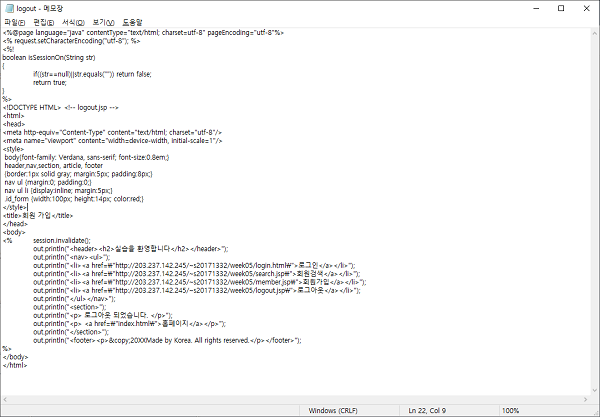 logout - 메모장
파일(F) 편집(E) 서식(O) 보기(V) 도움말
<%@page language="java" contentType="text/html; charset=utf-8" pageEncoding="utf-8"%>
<% request.setCharacterEncoding("utf-8"); %>
<%!
boolean isSessionOn(String str)
{
if((str==null)||str.equals("")) return false;
return true;
}
%>
<!DOCTYPE HTML> <!-- logout.jsp -->
<html>
<head>
<meta http-equiv="Content-Type" content="text/html; charset="utf-8"/>
<meta name="viewport" content="width=device-width, initial-scale=1"/>
<style>
body{font-family: Verdana, sans-serif; font-size:0.8em;}
header,nav,section, article, footer
{border:1px solid gray; margin:5px; padding:8px;}
nav ul {margin:0; padding:0;}
nav ul li {display:inline; margin:5px;}
.id_form {width:100px; height:14px; color:red;}
</style>
<title>회원 가입</title>
</head>
<body>
<% session.invalidate();
out.println("<header><h2>실습을 환영합니다</h2></header>");
out.println("<nav><ul>");
out.println("<li><a href=₩"http://203.237.142.245/~s20171332/week05/login.html₩">로그인</a></li>");
out.println("<li><a href=₩"http://203.237.142.245/~s20171332/week05/search.jsp₩">회원검색</a></li>");
out.println("<li><a href=₩"http://203.237.142.245/~s20171332/week05/member.jsp₩">회원가입</a></li>");
out.println("<li><a href=₩"http://203.237.142.245/~s20171332/week05/logout.jsp₩">로그아웃</a></li>");
out.println("</ul></nav>");
out.println("<section>");
out.println("<p> 로그아웃 되었습니다. </p>");
out.println("<p> <a href=₩"index.html₩">홈페이지</a></p>");
out.println("</section>");
out.println("<footer><p>&copy;20XXMade by Korea. All rights reserved.</p></footer>");
%>
</body>
</html>
Windows (CRLF) Ln 22, Col 9 100%